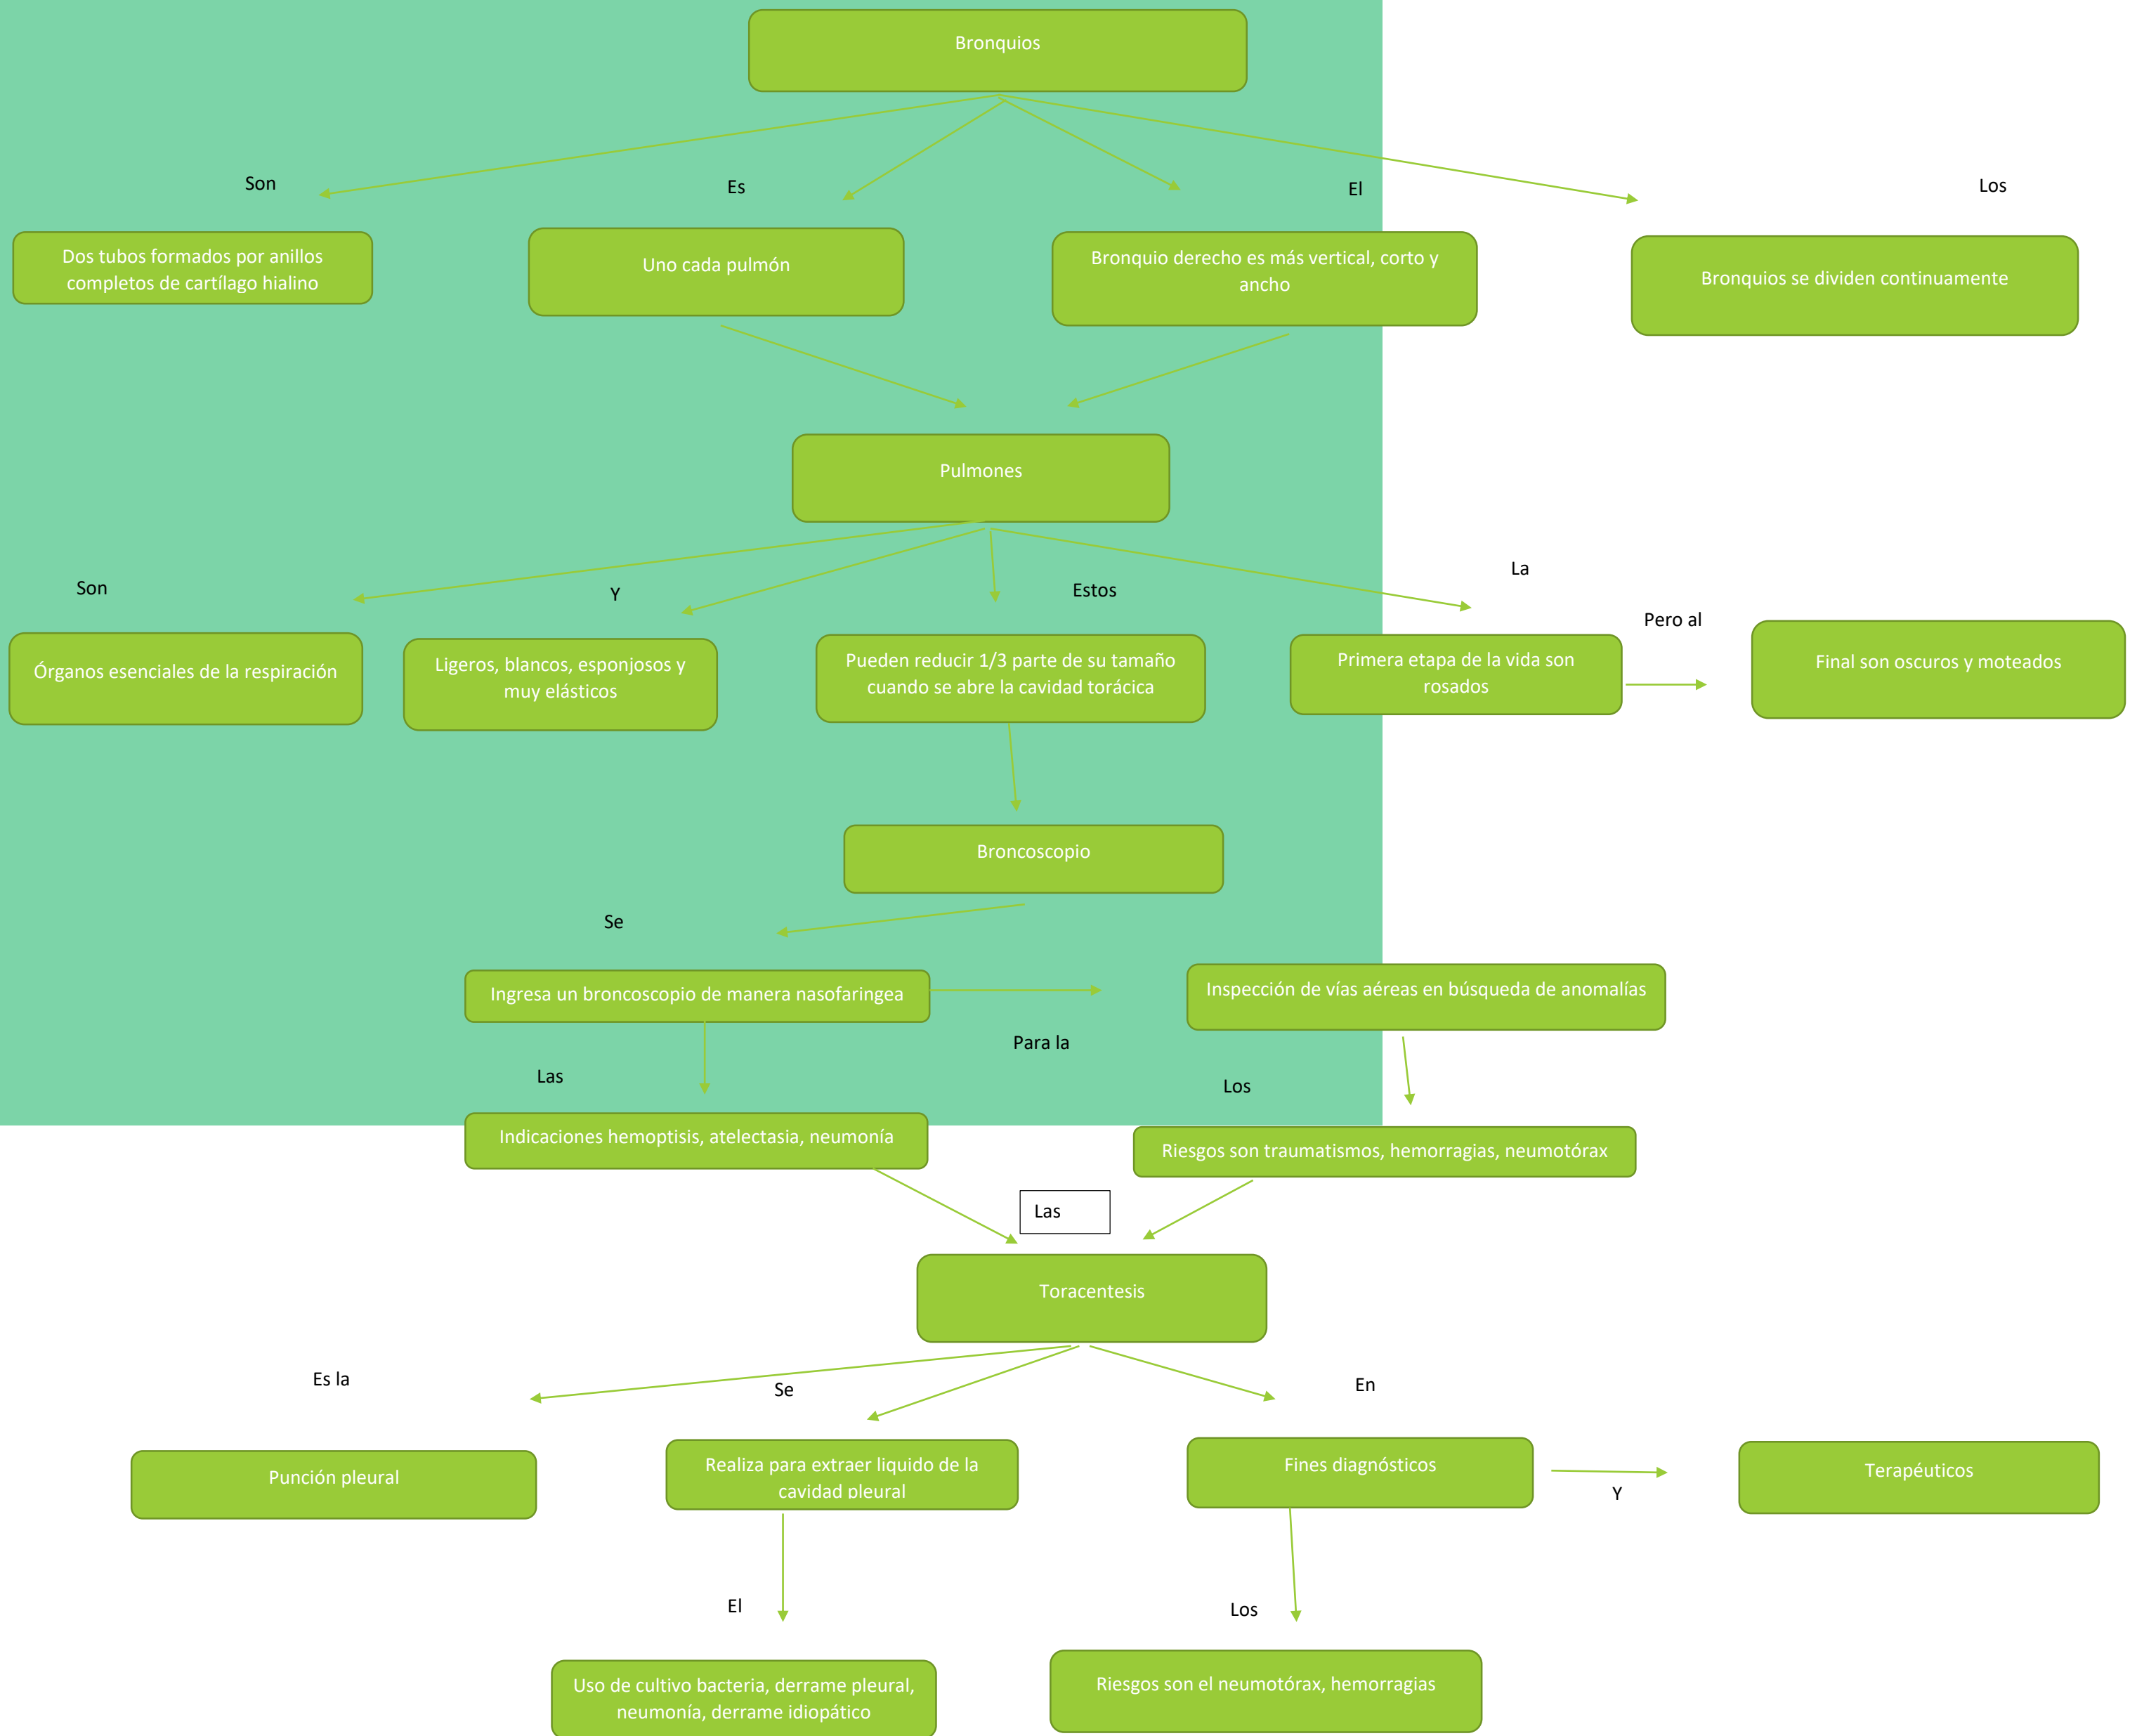 Bronquios
Son
Es
El
Los
Dos tubos formados por anillos
completos de cartílago hialino
Uno cada pulmón
Bronquio derecho es más vertical, corto y
ancho
Bronquios se dividen continuamente
Pulmones
Son
Y
Estos
La
Pero al
Órganos esenciales de la respiración
Ligeros, blancos, esponjosos y
muy elásticos
Pueden reducir 1/3 parte de su tamaño
cuando se abre la cavidad torácica
Primera etapa de la vida son
rosados
Final son oscuros y moteados
Broncoscopio
Se
Ingresa un broncoscopio de manera nasofaringea
Inspección de vías aéreas en búsqueda de anomalías
Para la
Las
Los
Indicaciones hemoptisis, atelectasia, neumonía
Riesgos son traumatismos, hemorragias, neumotórax
Las
Toracentesis
Es la
Se
En
Punción pleural
Realiza para extraer liquido de la
cavidad pleural
Fines diagnósticos
Y
Terapéuticos
El
Los
Uso de cultivo bacteria, derrame pleural,
neumonía, derrame idiopático
Riesgos son el neumotórax, hemorragias